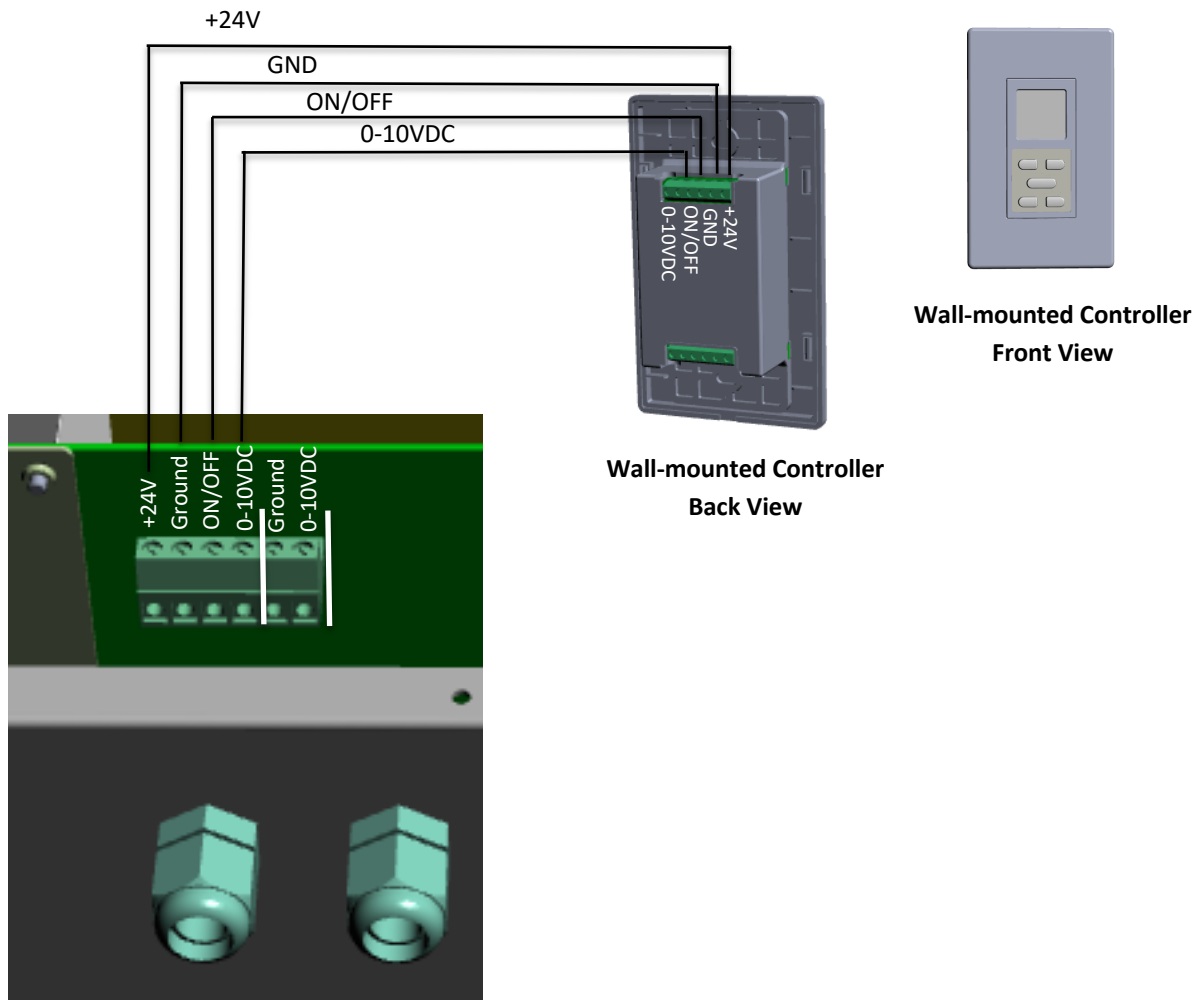 +24V
GND
ON/OFF
0-10VDC
+24V
GND
ON/OFF
0-10VDC
Wall-mounted Controller
Front View
Wall-mounted Controller
Back View
+24V
Ground
ON/OFF
0-10VDC
Ground
0-10VDC